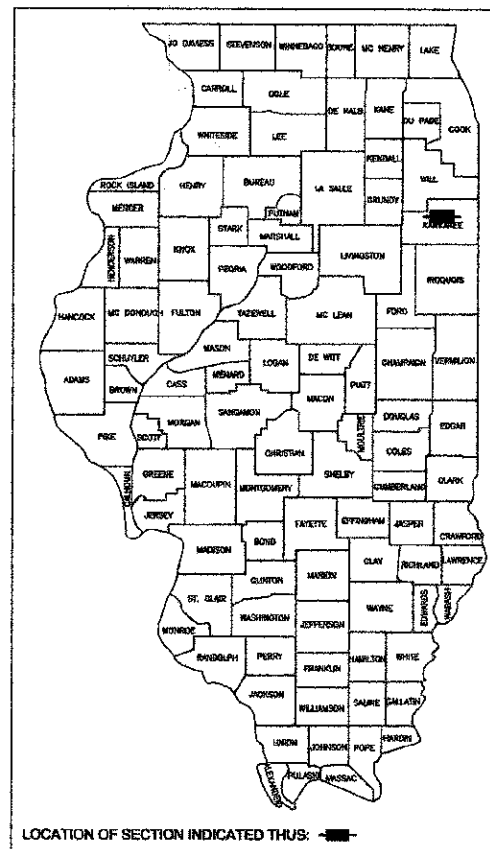 JO DAVIESS STEVENSON WINNEBAGO BOONE MC HENRY LAKE
CARROLL OGLE DE KALB KANE DU PAGE COOK
WHITESIDE LEE KENDALL WILL
ROCK ISLAND HENRY BUREAU LA SALLE GRUNDY
MERCER PUTNAM KANKAKEE
HENDERSON WARREN KNOX STARK MARSHALL LIVINGSTON
PEORIA WOODFORD IROQUOIS
HANCOCK MC DONOUGH FULTON TAZEWELL MC LEAN FORD
SCHUYLER MASON LOGAN DE WITT CHAMPAIGN VERMILION
ADAMS BROWN CASS MENARD MACON PIATT
MORGAN SANGAMON DOUGLAS
PIKE SCOTT CHRISTIAN MOULTRIE COLES EDGAR
GREENE MACOUPIN MONTGOMERY SHELBY CUMBERLAND CLARK
CALHOUN JERSEY FAYETTE EFFINGHAM JASPER CRAWFORD
MADISON BOND CLAY RICHLAND LAWRENCE
CLINTON MARION
ST. CLAIR WASHINGTON WAYNE EDWARDS WABASH
MONROE JEFFERSON
RANDOLPH PERRY HAMILTON WHITE
FRANKLIN
JACKSON WILLIAMSON SALINE GALLATIN
HARDIN JOHNSON POPE HARDIN
ALEXANDER PULASKI MASSAC
LOCATION OF SECTION INDICATED THUS: